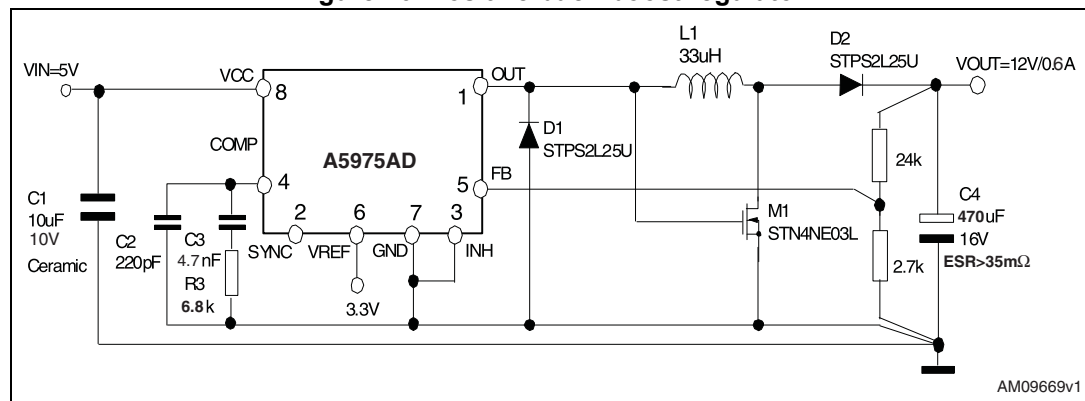 VIN=5V
VCC
8
OUT
1
L1
33uH
D2
STPS2L25U
VOUT=12V/0.6A
COMP
A5975AD
D1
STPS2L25U
4
5
FB
24k
C1
10uF
10V
Ceramic
C2
220pF
C3
4.7nF
R3
6.8k
2
6
7
3
SYNC
VREF
GND
INH
3.3V
M1
STN4NE03L
2.7k
C4
470uF
16V
ESR>35mΩ
AM09669v1